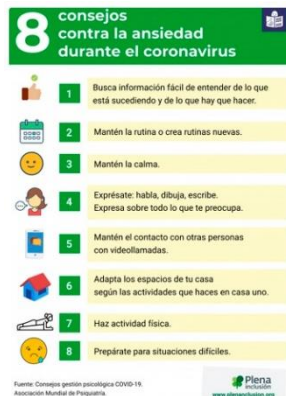 8 consejos
contra la ansiedad
durante el coronavirus
1 Busca información fácil de entender de lo que
está sucediendo y de lo que hay que hacer.
2 Mantén la rutina o crea rutinas nuevas.
3 Mantén la calma.
4 Exprésate: habla, dibuja, escribe.
Expresa sobre todo lo que te preocupa.
5 Mantén el contacto con otras personas
con videollamadas.
6 Adapta los espacios de tu casa
según las actividades que haces en casa uno.
7 Haz actividad física.
8 Prepárate para situaciones difíciles.
Fuente: Consejos gestión psicológica COVID-19.
Asociación Mundial de Psiquiatría.
Plena
inclusión
www.plenainclusion.org